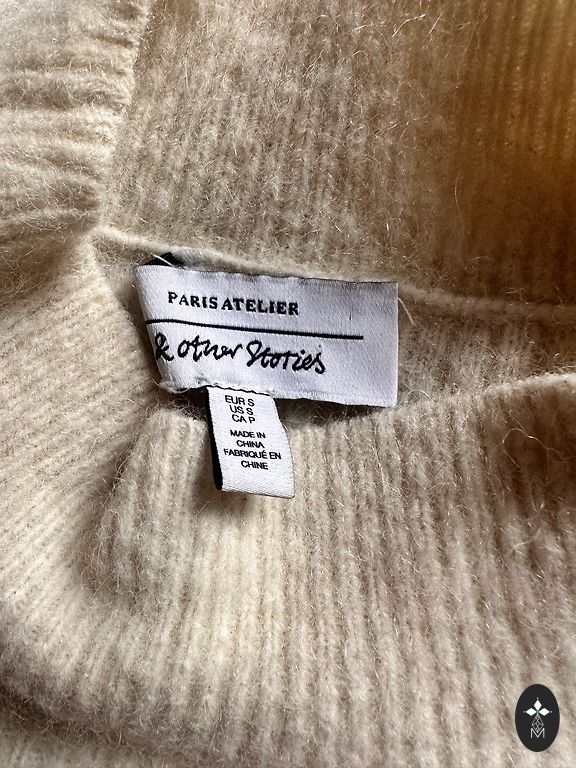 PARIS ATELIER
& other Stories
EUR S
US S
CA P
MADE IN
CHINA
FABRIQUÉ EN
CHINE
M